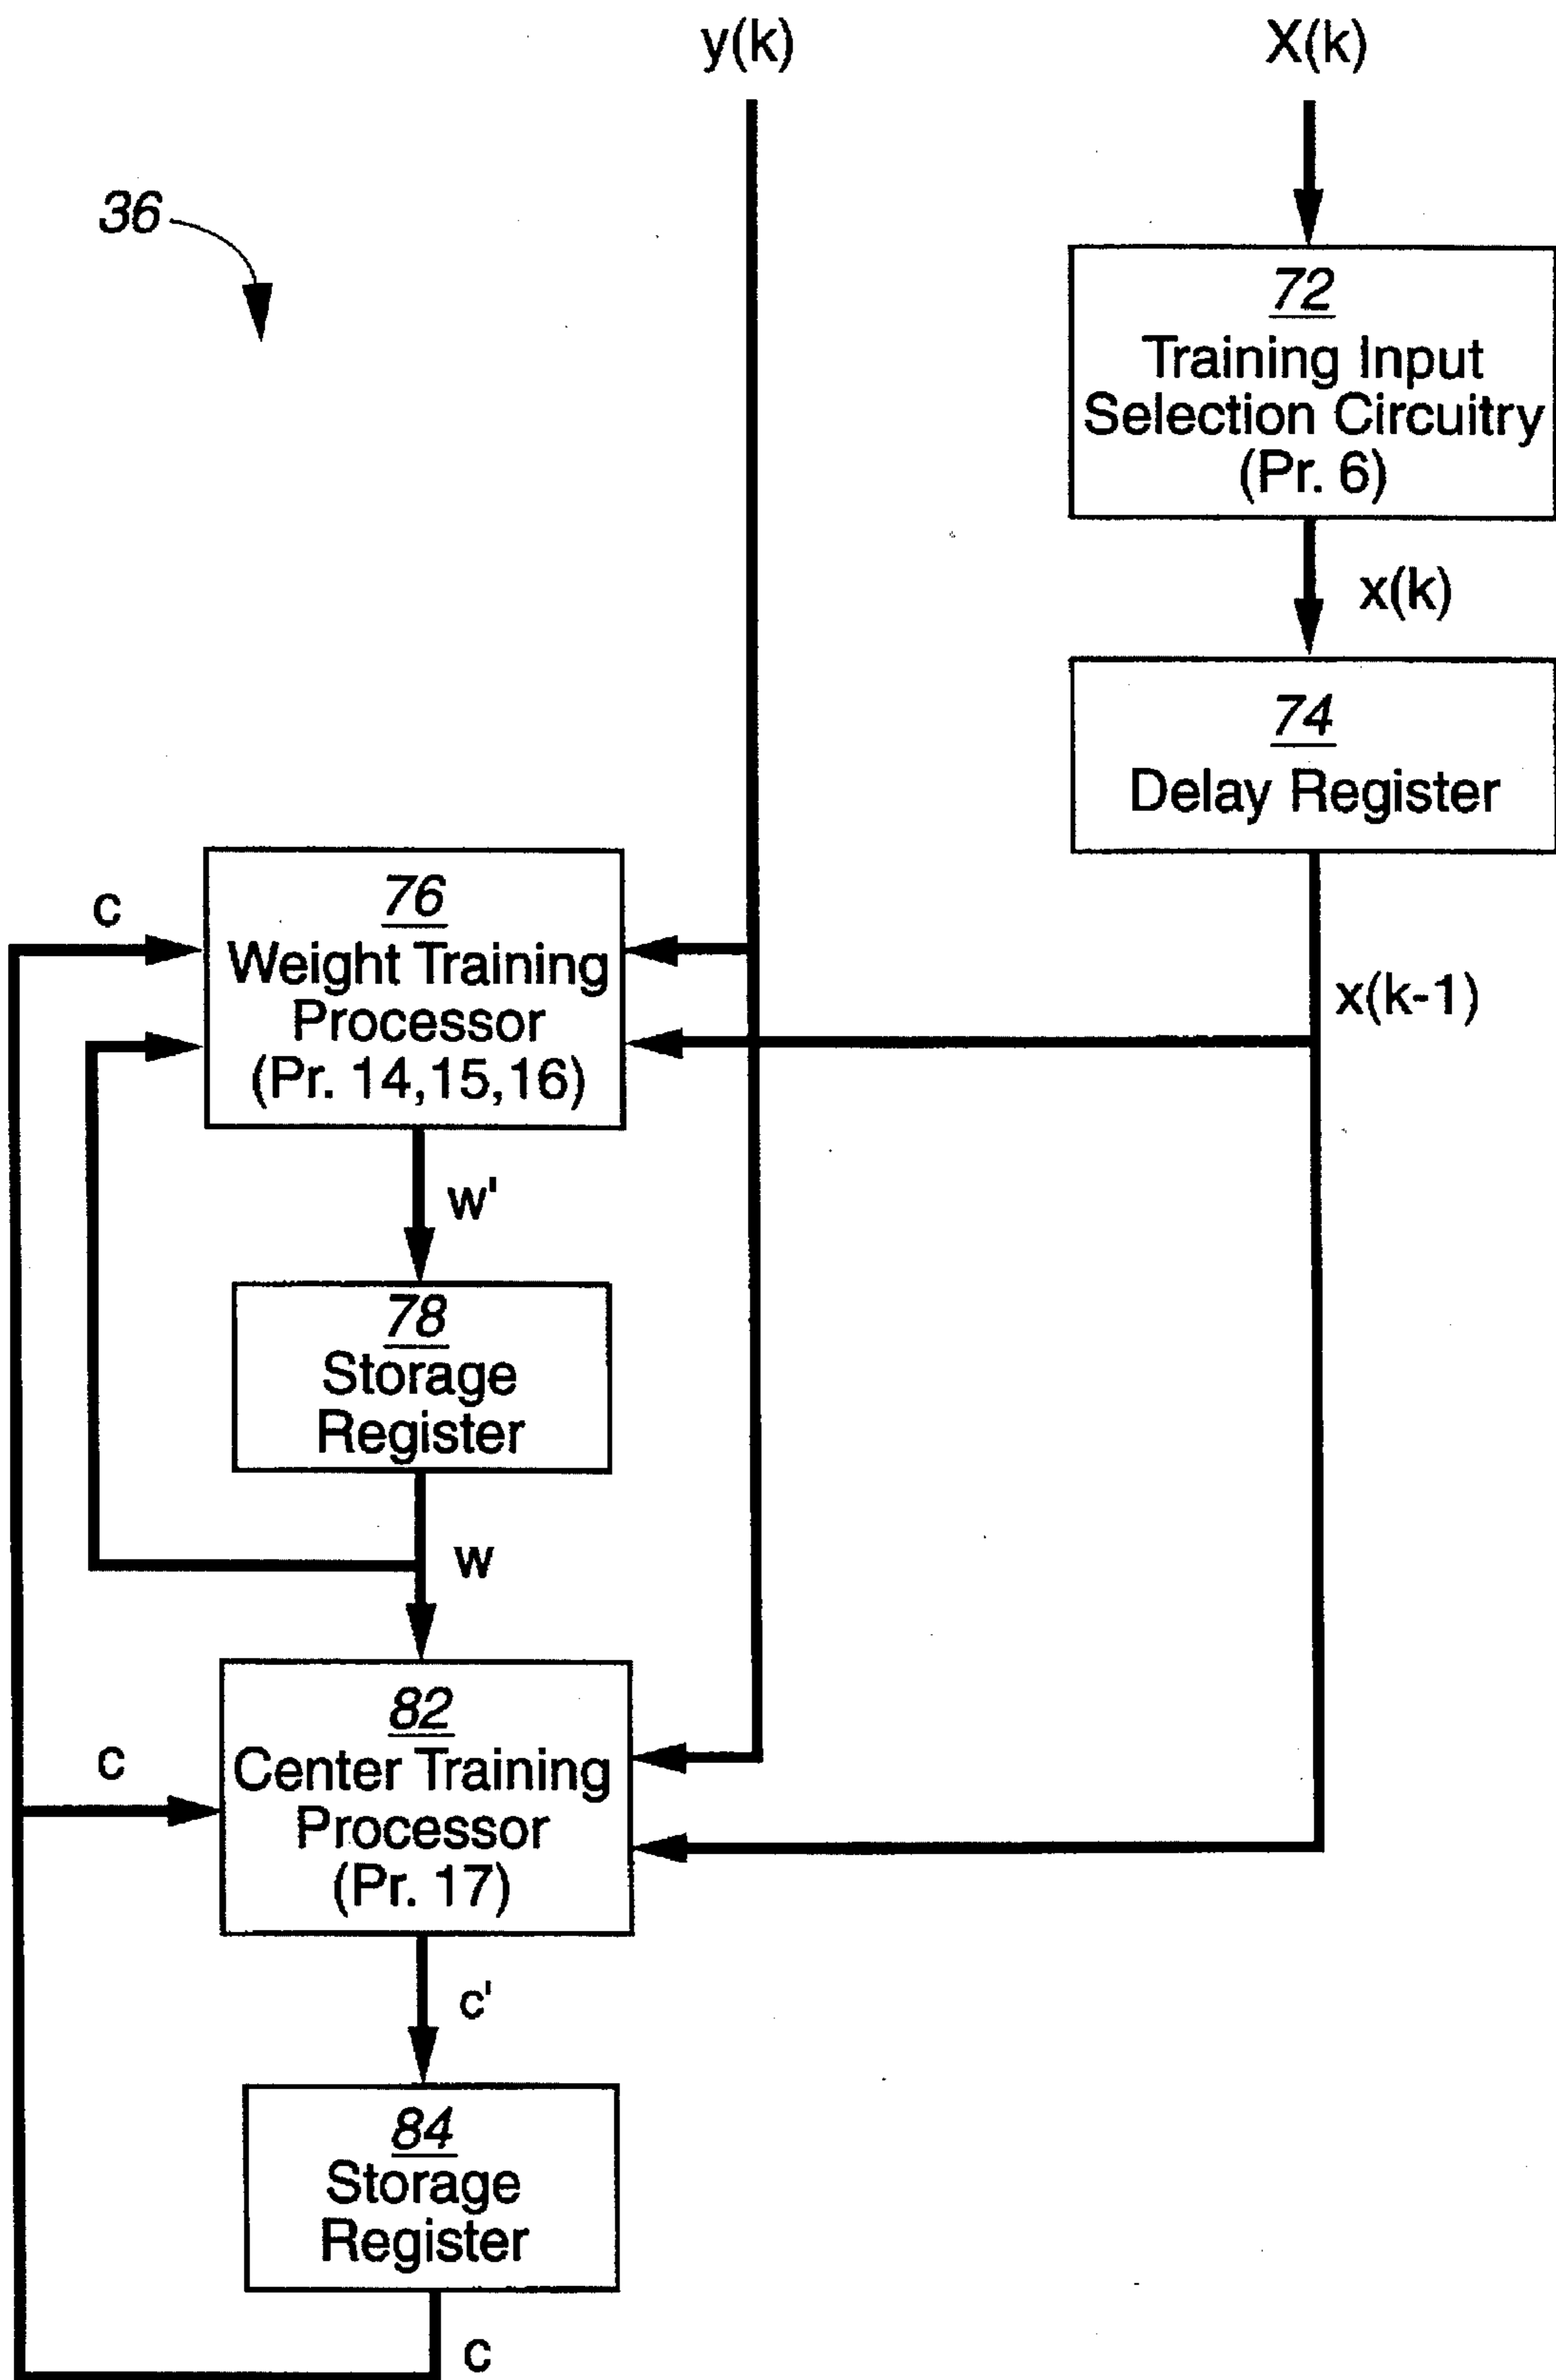 y(k)
X(k)
36
72
Training Input
Selection Circuitry
(Pr. 6)
x(k)
74
Delay Register
c
76
Weight Training
Processor
(Pr. 14,15,16)
x(k-1)
w'
78
Storage
Register
w
82
Center Training
Processor
(Pr. 17)
c
c'
84
Storage
Register
c